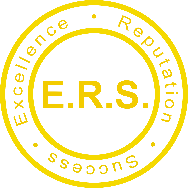 Excellence • Reputation • Success •
E.R.S.